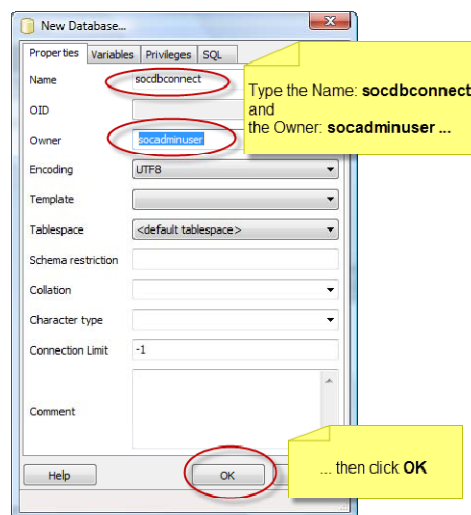 New Database...
Properties Variables Privileges SQL
Name socdbconnect
Type the Name: socdbconnect
and
the Owner: socadminuser ...
OID
Owner socadminuser
Encoding UTF8
Template
Tablespace <default tablespace>
Schema restriction
Collation
Character type
Connection Limit -1
Comment
Help OK
... then click OK